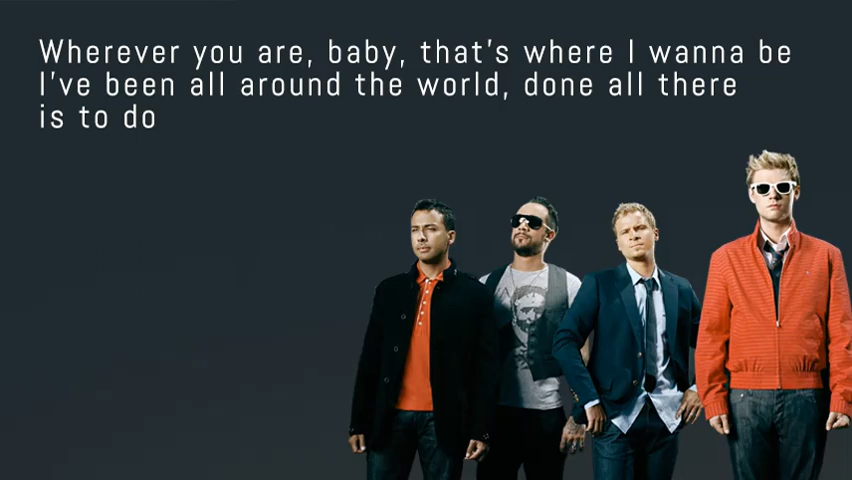 Wherever you are, baby, that's where I wanna be
I've been all around the world, done all there
is to do